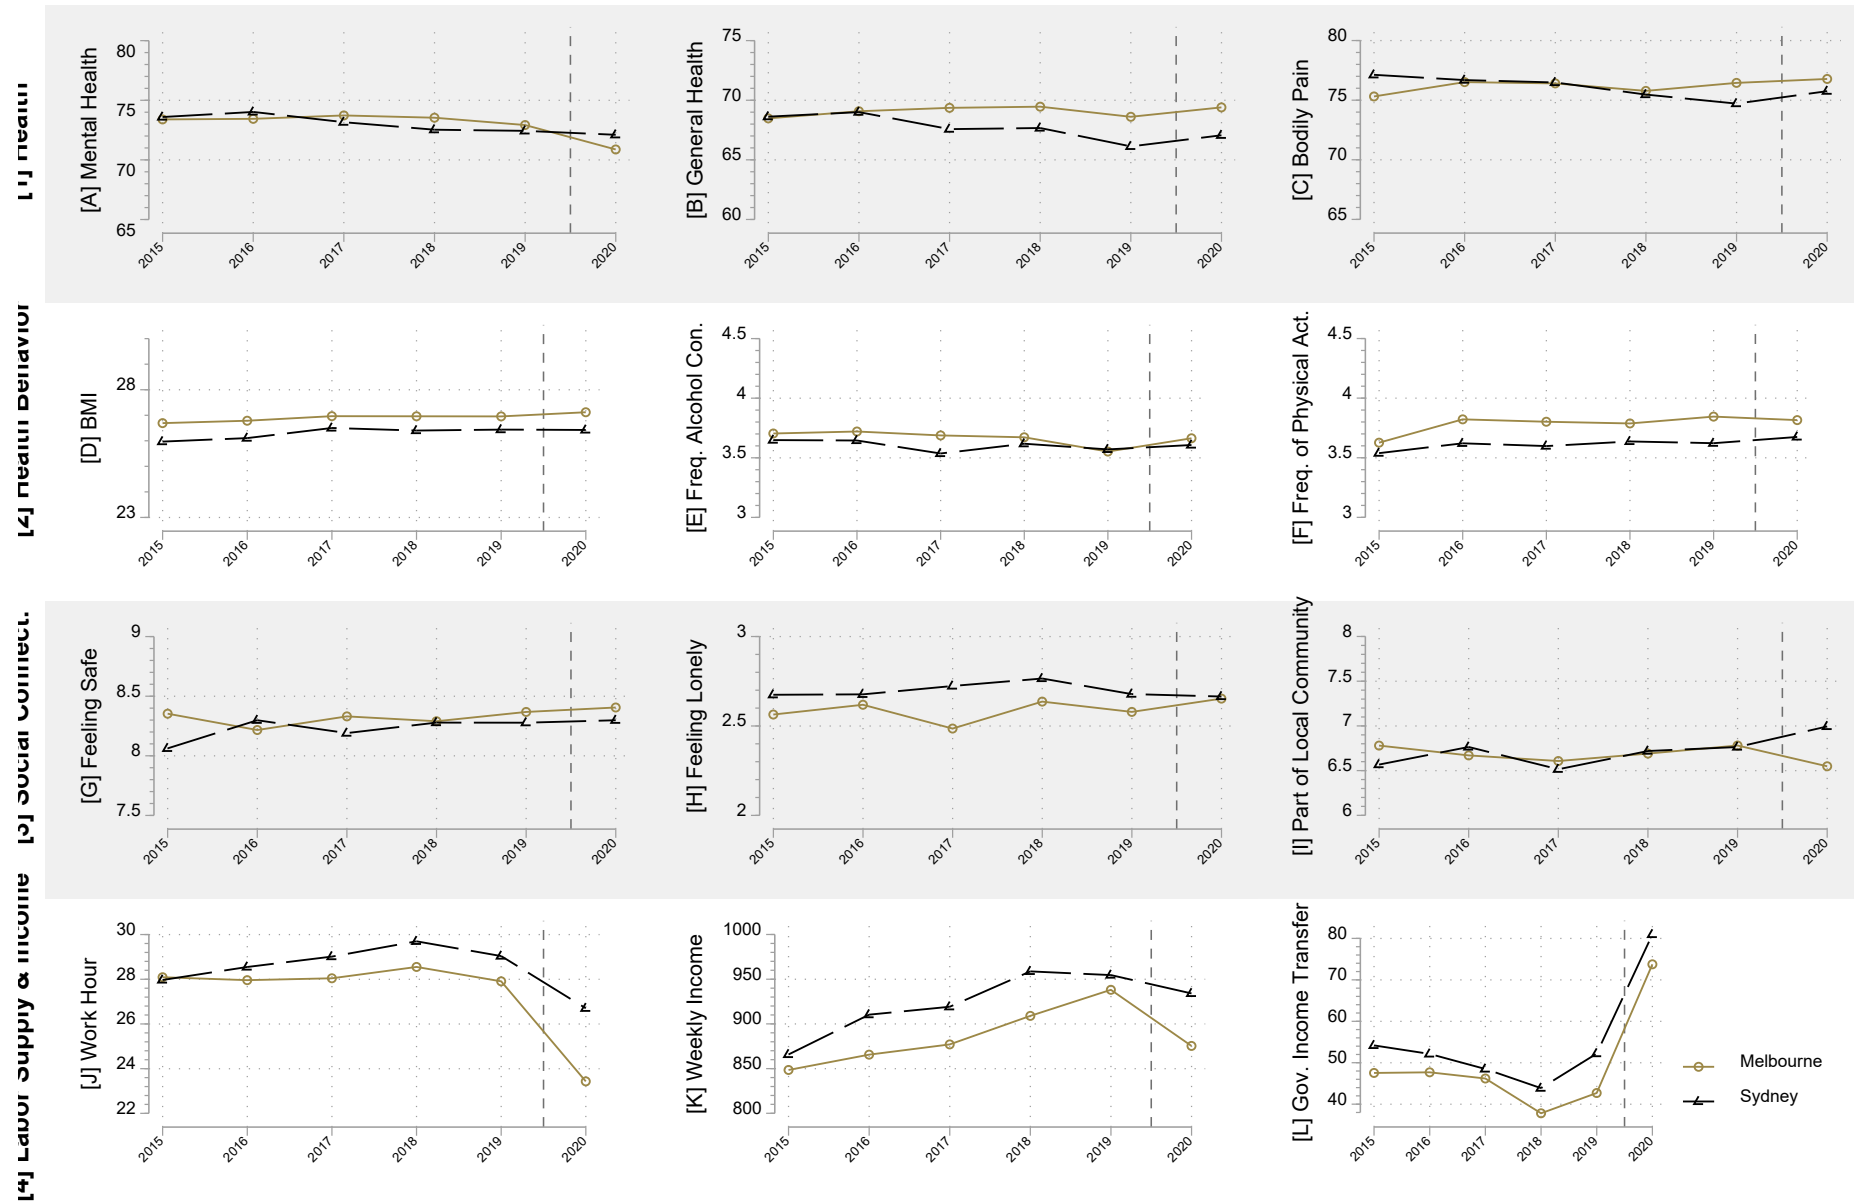 [A] Mental Health
80
75
70
65
2015 2016 2017 2018 2019 2020
[B] General Health
75
70
65
60
2015 2016 2017 2018 2019 2020
[C] Bodily Pain
80
75
70
65
2015 2016 2017 2018 2019 2020
[D] BMI
28
23
2015 2016 2017 2018 2019 2020
[E] Freq. Alcohol Con.
4.5
4
3.5
3
2015 2016 2017 2018 2019 2020
[F] Freq. of Physical Act.
4.5
4
3.5
3
2015 2016 2017 2018 2019 2020
[G] Feeling Safe
9
8.5
8
7.5
2015 2016 2017 2018 2019 2020
[H] Feeling Lonely
3
2.5
2
2015 2016 2017 2018 2019 2020
[I] Part of Local Community
8
7.5
7
6.5
6
2015 2016 2017 2018 2019 2020
[J] Work Hour
30
28
26
24
22
2015 2016 2017 2018 2019 2020
[K] Weekly Income
1000
950
900
850
800
2015 2016 2017 2018 2019 2020
[L] Gov. Income Transfer
80
70
60
50
40
2015 2016 2017 2018 2019 2020
Melbourne
Sydney